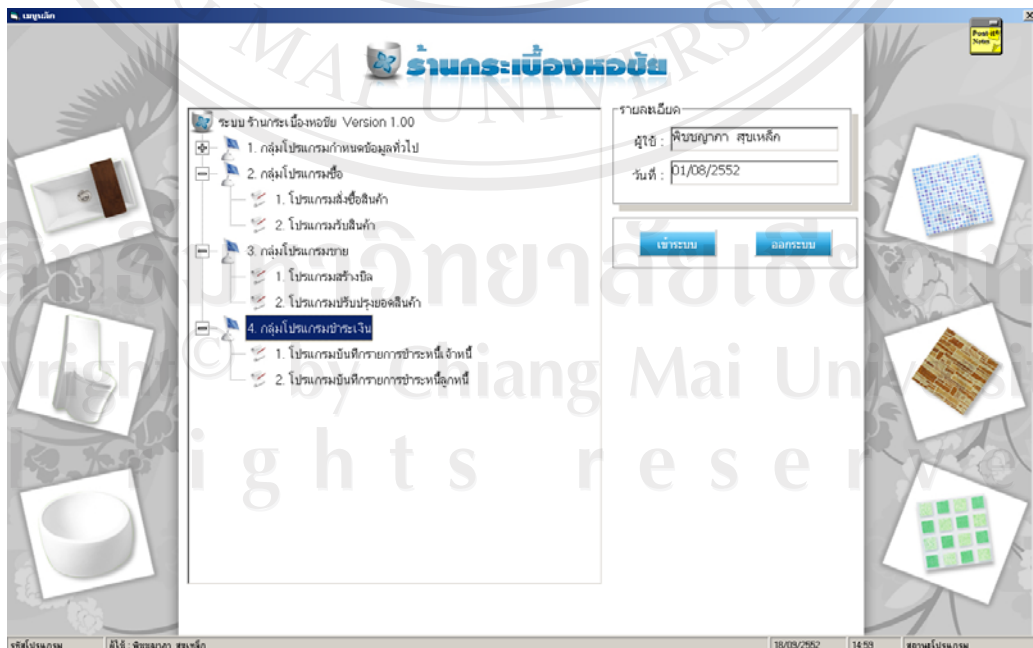 เมนูหลัก
Post-it®
Notes
ร้านกระเบื้องหอชัย
ระบบ ร้านกระเบื้องหอชัย Version 1.00
1. กลุ่มโปรแกรมกำหนดข้อมูลทั่วไป
2. กลุ่มโปรแกรมซื้อ
1. โปรแกรมสั่งซื้อสินค้า
2. โปรแกรมรับสินค้า
3. กลุ่มโปรแกรมขาย
1. โปรแกรมสร้างบิล
2. โปรแกรมปรับปรุงยอดสินค้า
4. กลุ่มโปรแกรมชำระเงิน
1. โปรแกรมบันทึกรายการชำระหนี้เจ้าหนี้
2. โปรแกรมบันทึกรายการชำระหนี้ลูกหนี้
รายละเอียด
ผู้ใช้ : พิชชญาภา สุขเหล็ก
วันที่ : 01/08/2552
เข้าระบบ ออกระบบ
MAI UNIVERSI
by Chiang Mai Universi
rights reserv
รหัสโปรแกรม ผู้ใช้ : พิชชญาภา สุขเหล็ก 18/09/2552 14:59 สถานะโปรแกรม